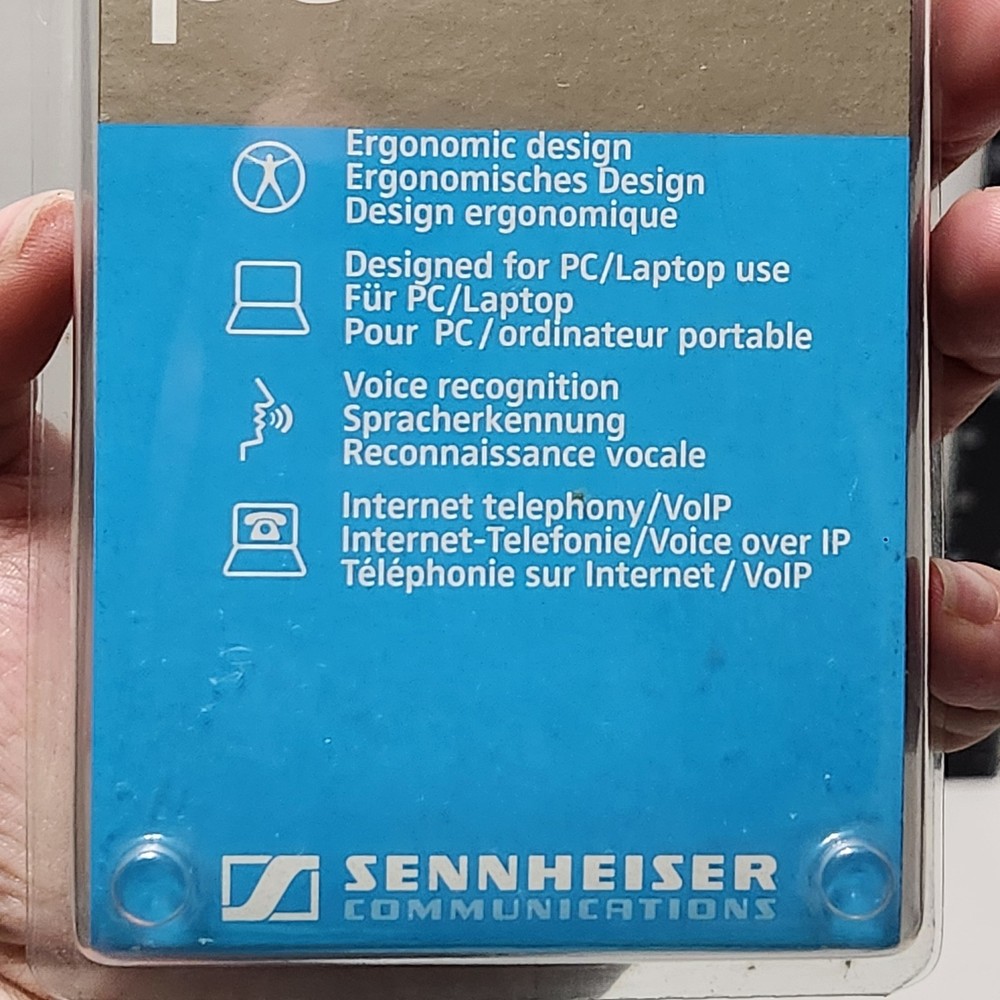 Ergonomic design
Ergonomisches Design
Design ergonomique
Designed for PC/Laptop use
Für PC/Laptop
Pour PC/ordinateur portable
Voice recognition
Spracherkennung
Reconnaissance vocale
Internet telephony/VoIP
Internet-Telefonie/Voice over IP
Téléphonie sur Internet / VoIP
SENNHEISER
COMMUNICATIONS